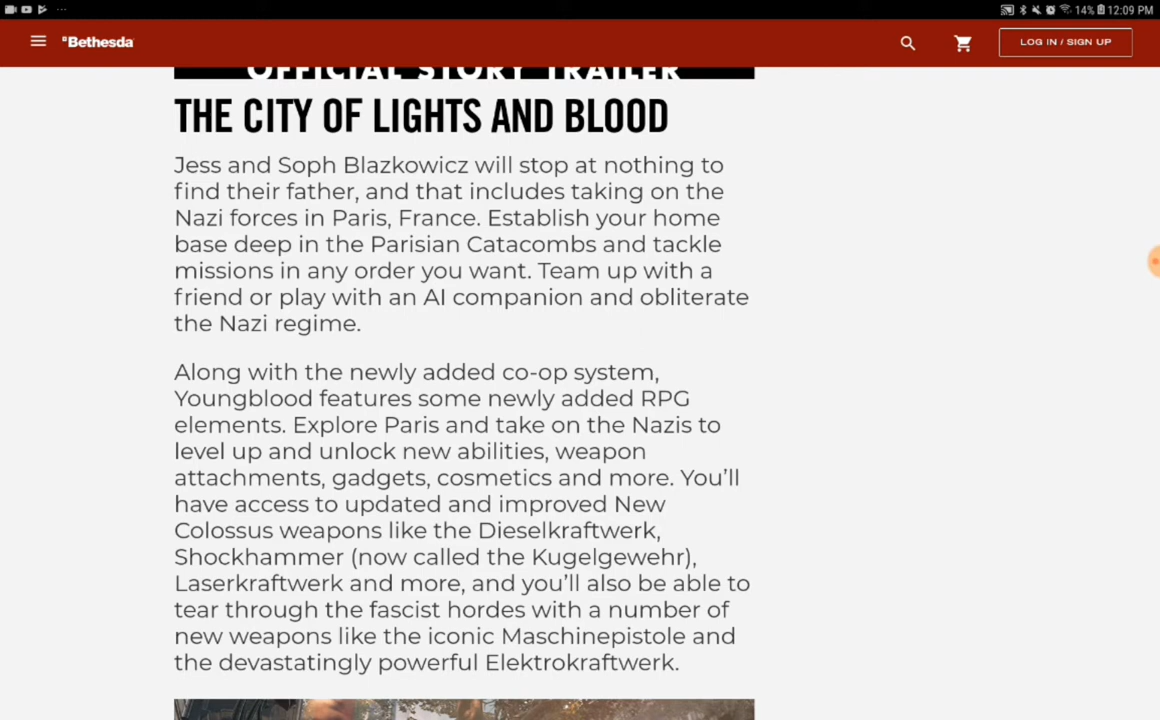 14% 12:09 PM
Bethesda
LOG IN / SIGN UP
OFFICIAL STORY TRAILER
THE CITY OF LIGHTS AND BLOOD
Jess and Soph Blazkowicz will stop at nothing to
find their father, and that includes taking on the
Nazi forces in Paris, France. Establish your home
base deep in the Parisian Catacombs and tackle
missions in any order you want. Team up with a
friend or play with an AI companion and obliterate
the Nazi regime.
Along with the newly added co-op system,
Youngblood features some newly added RPG
elements. Explore Paris and take on the Nazis to
level up and unlock new abilities, weapon
attachments, gadgets, cosmetics and more. You’ll
have access to updated and improved New
Colossus weapons like the Dieselkraftwerk,
Shockhammer (now called the Kugelgewehr),
Laserkraftwerk and more, and you’ll also be able to
tear through the fascist hordes with a number of
new weapons like the iconic Maschinepistole and
the devastatingly powerful Elektrokraftwerk.